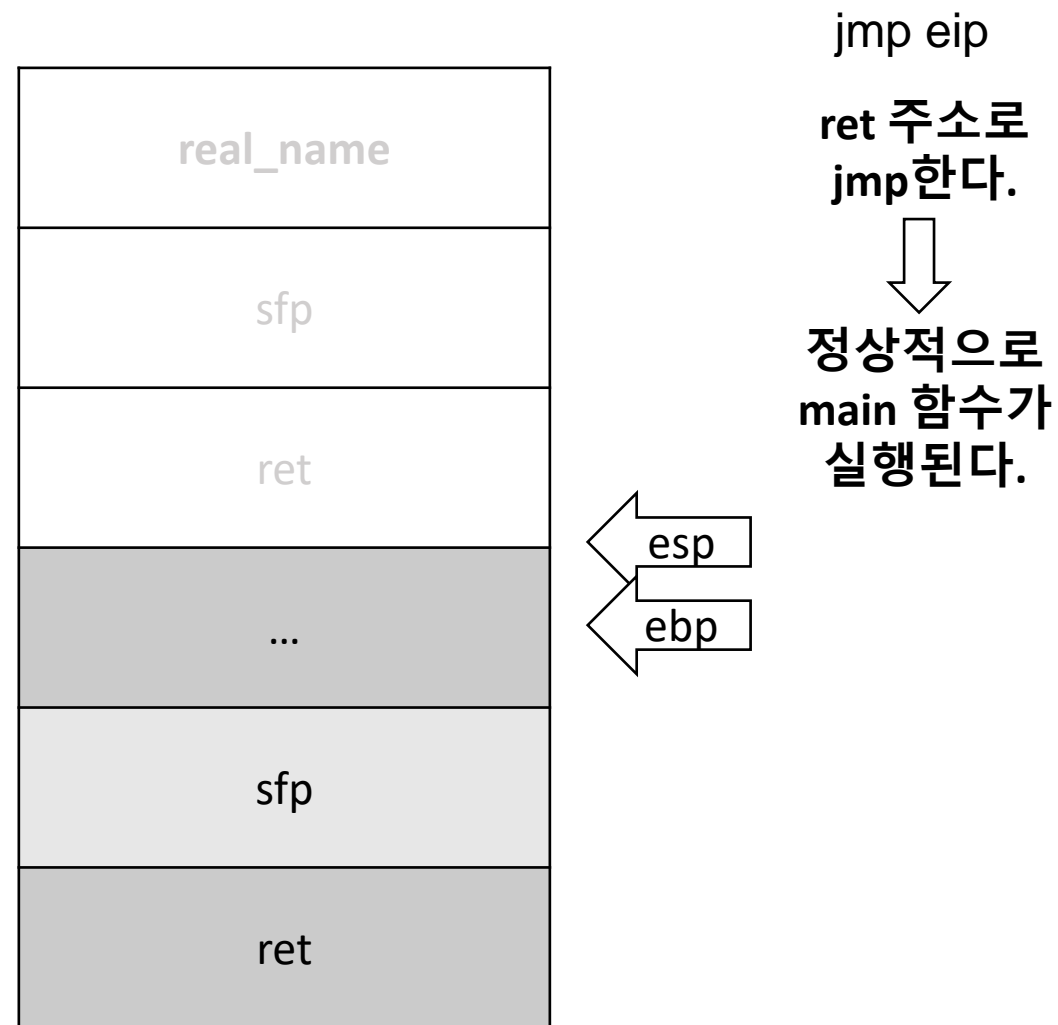 jmp eip
ret 주소로
jmp한다.
정상적으로
main 함수가
실행된다.
real_name
sfp
ret
esp
...
ebp
sfp
ret